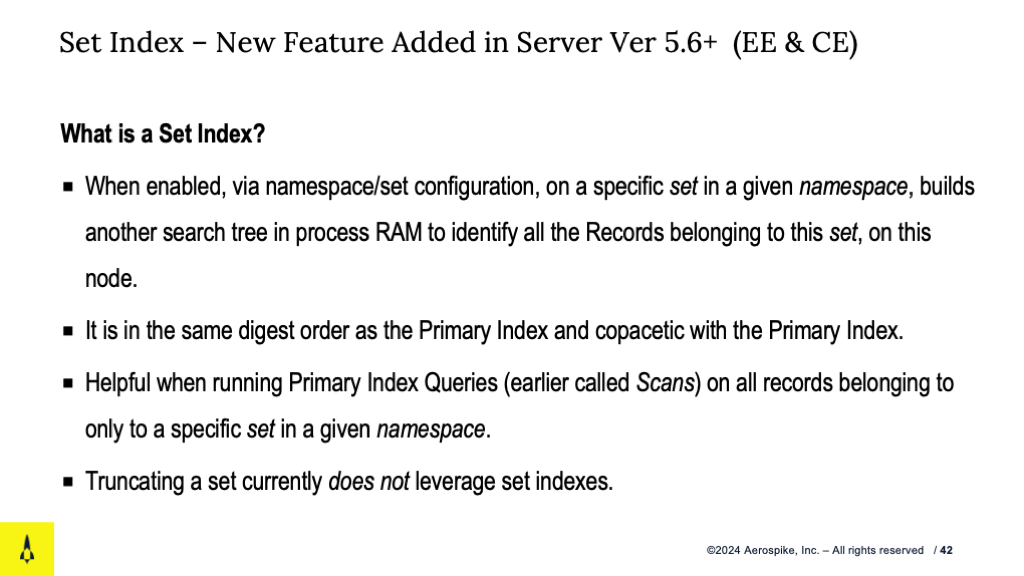 Set Index – New Feature Added in Server Ver 5.6+ (EE & CE)
What is a Set Index?
▪ When enabled, via namespace/set configuration, on a specific set in a given namespace, builds
another search tree in process RAM to identify all the Records belonging to this set, on this
node.
▪ It is in the same digest order as the Primary Index and copacetic with the Primary Index.
▪ Helpful when running Primary Index Queries (earlier called Scans) on all records belonging to
only to a specific set in a given namespace.
▪ Truncating a set currently does not leverage set indexes.
©2024 Aerospike, Inc. – All rights reserved / 42